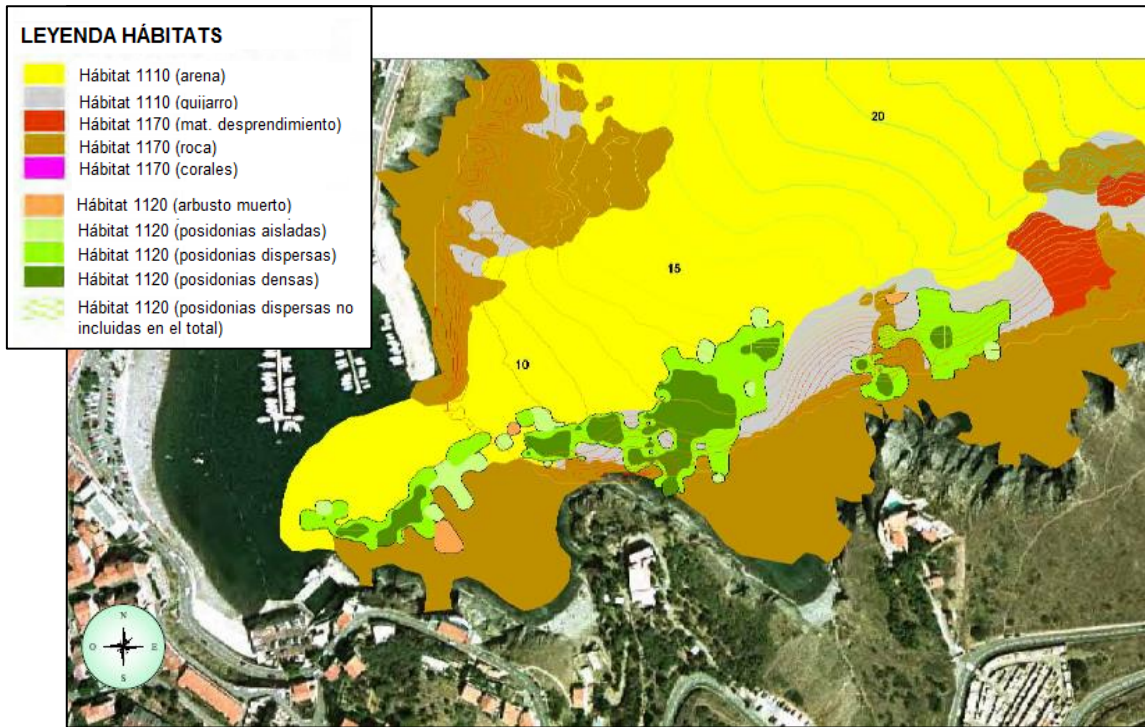 LEYENDA HÁBITATS
Hábitat 1110 (arena)
Hábitat 1110 (guijarro)
Hábitat 1170 (mat. desprendimiento)
Hábitat 1170 (roca)
Hábitat 1170 (corales)
Hábitat 1120 (arbusto muerto)
Hábitat 1120 (posidonias aisladas)
Hábitat 1120 (posidonias dispersas)
Hábitat 1120 (posidonias densas)
Hábitat 1120 (posidonias dispersas no
incluidas en el total)
20
15
10
N
O E
S